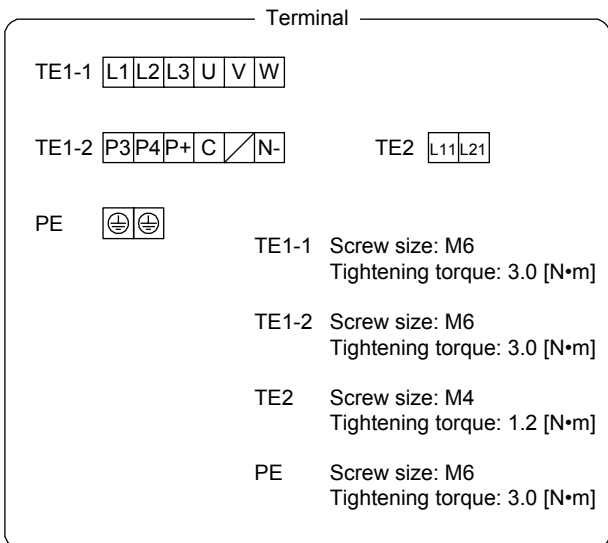 Terminal
TE1-1 L1 L2 L3 U V W
TE1-2 P3 P4 P+ C N- TE2 L11 L21
PE
TE1-1 Screw size: M6
Tightening torque: 3.0 [N•m]
TE1-2 Screw size: M6
Tightening torque: 3.0 [N•m]
TE2 Screw size: M4
Tightening torque: 1.2 [N•m]
PE Screw size: M6
Tightening torque: 3.0 [N•m]